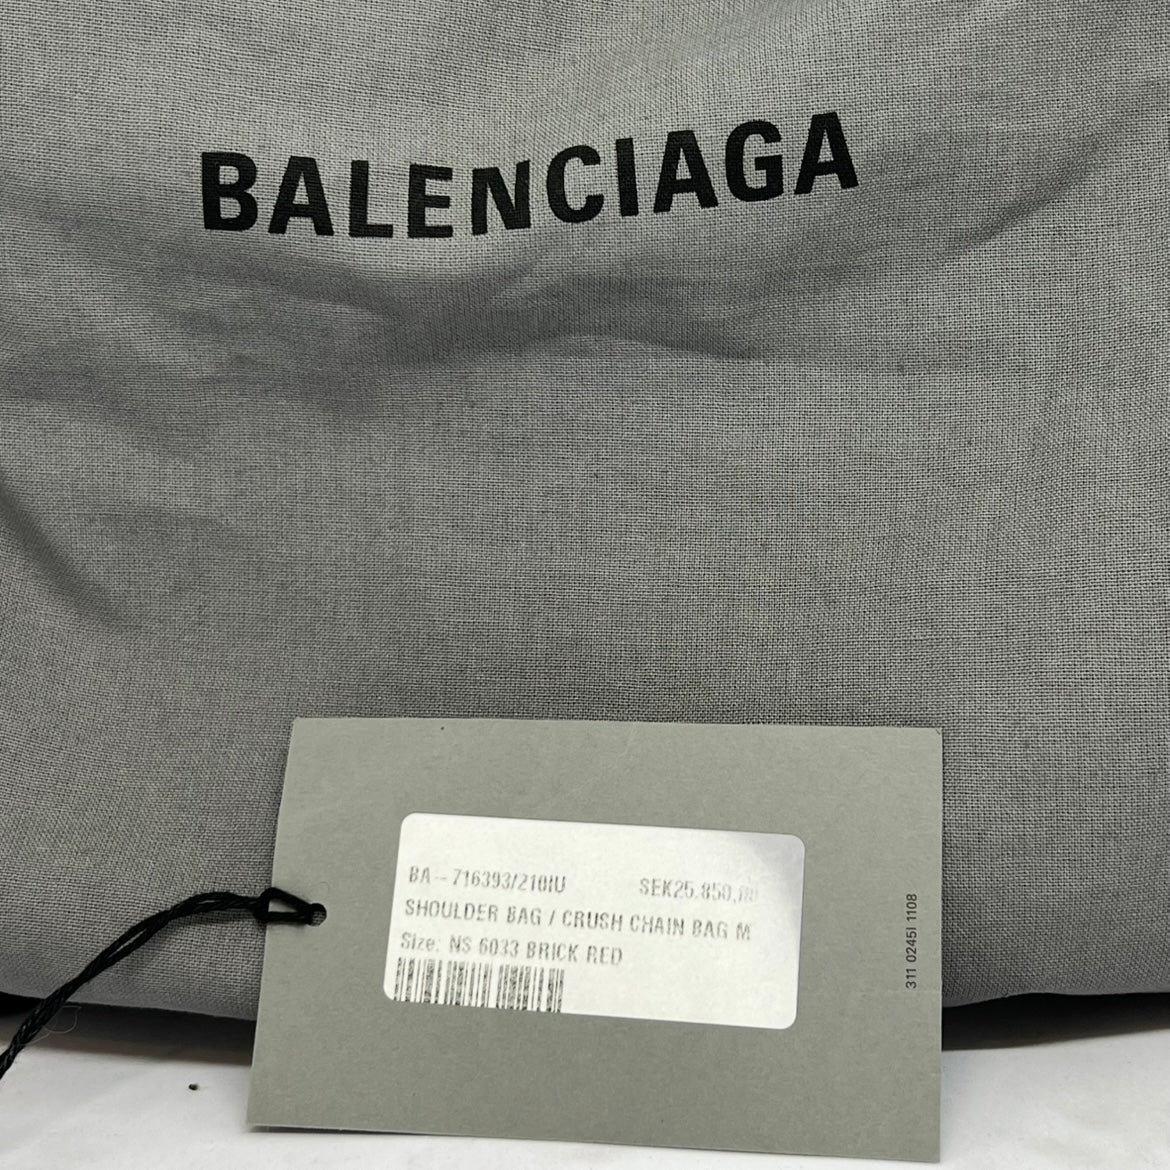 BALENCIAGA
BA-- 716393/210IU SEK25.850,00
SHOULDER BAG / CRUSH CHAIN BAG M
Size: NS 6033 BRICK RED
311 0245I 1108